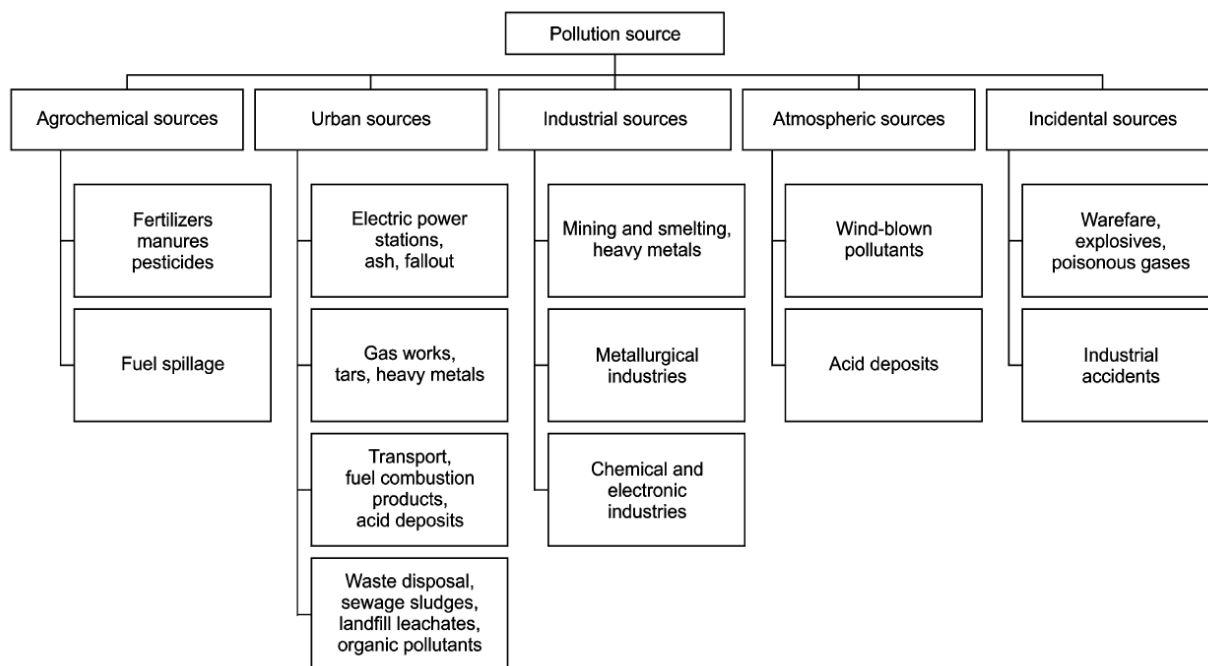 Pollution source
Agrochemical sources
Urban sources
Industrial sources
Atmospheric sources
Incidental sources
Fertilizers
manures
pesticides
Fuel spillage
Electric power
stations,
ash, fallout
Gas works,
tars, heavy metals
Transport,
fuel combustion
products,
acid deposits
Waste disposal,
sewage sludges,
landfill leachates,
organic pollutants
Mining and smelting,
heavy metals
Metallurgical
industries
Chemical and
electronic
industries
Wind-blown
pollutants
Acid deposits
Warefare,
explosives,
poisonous gases
Industrial
accidents